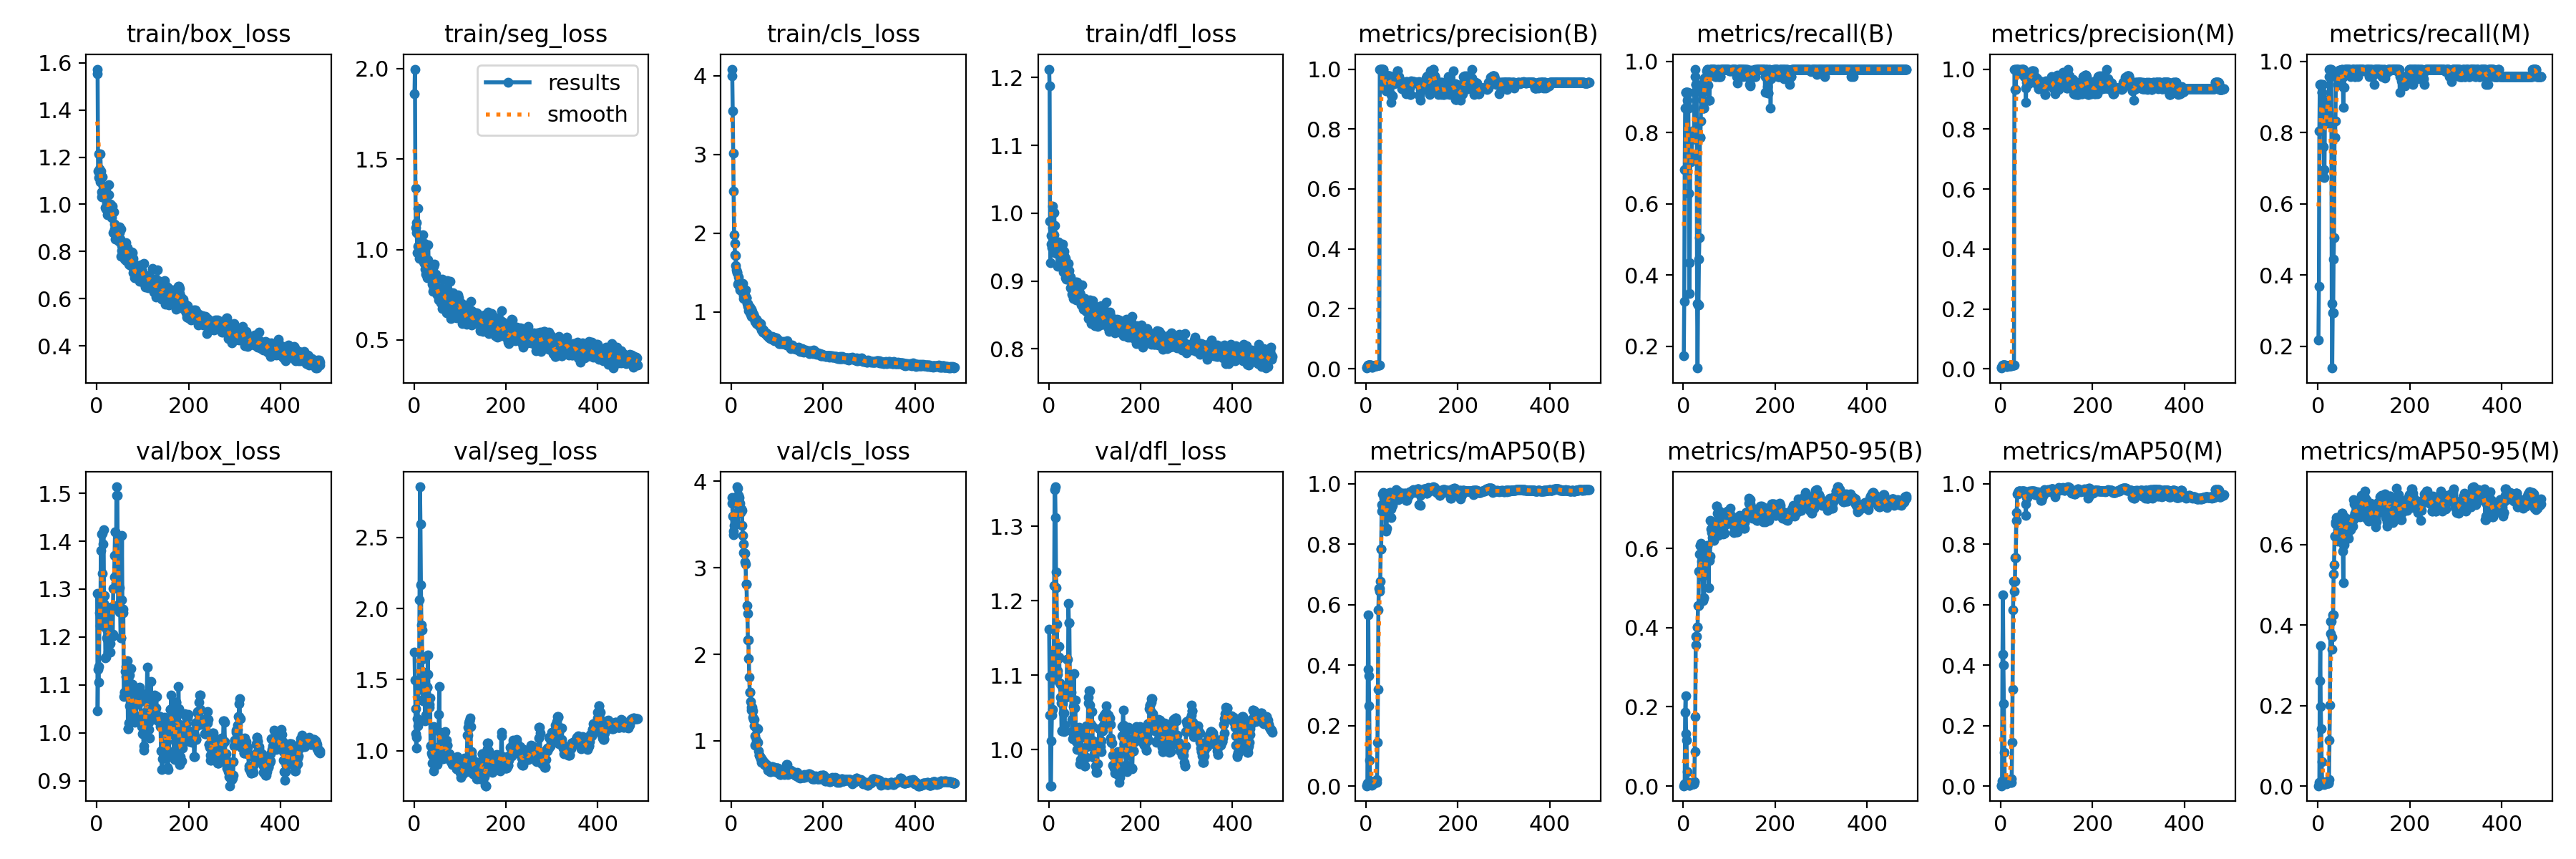 train/box_loss
train/seg_loss
train/cls_loss
train/dfl_loss
metrics/precision(B)
metrics/recall(B)
metrics/precision(M)
metrics/recall(M)
1.6
1.4
1.2
1.0
0.8
0.6
0.4
0 200 400
2.0
1.5
1.0
0.5
0 200 400
results
smooth
4
3
2
1
0 200 400
1.2
1.1
1.0
0.9
0.8
0 200 400
1.0
0.8
0.6
0.4
0.2
0.0
0 200 400
1.0
0.8
0.6
0.4
0.2
0 200 400
1.0
0.8
0.6
0.4
0.2
0.0
0 200 400
1.0
0.8
0.6
0.4
0.2
0 200 400
val/box_loss
val/seg_loss
val/cls_loss
val/dfl_loss
metrics/mAP50(B)
metrics/mAP50-95(B)
metrics/mAP50(M)
metrics/mAP50-95(M)
1.5
1.4
1.3
1.2
1.1
1.0
0.9
0 200 400
2.5
2.0
1.5
1.0
0 200 400
4
3
2
1
0 200 400
1.3
1.2
1.1
1.0
0 200 400
1.0
0.8
0.6
0.4
0.2
0.0
0 200 400
0.6
0.4
0.2
0.0
0 200 400
1.0
0.8
0.6
0.4
0.2
0.0
0 200 400
0.6
0.4
0.2
0.0
0 200 400